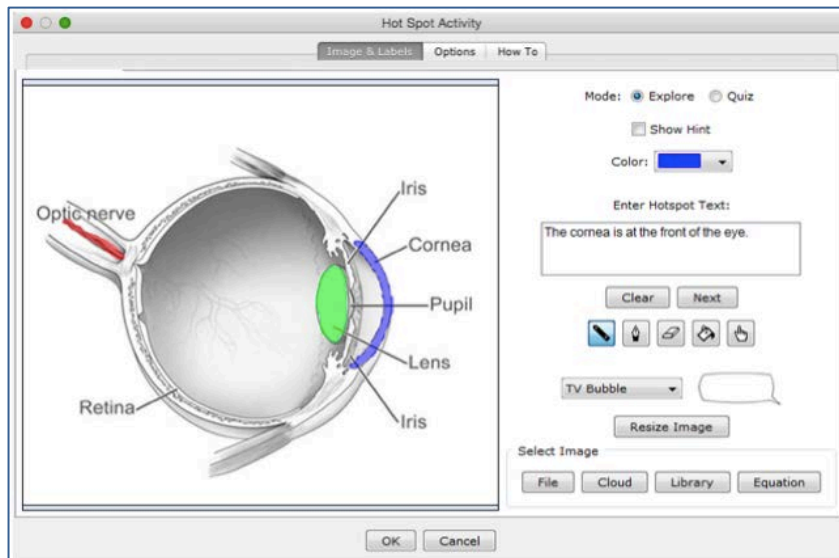 Hot Spot Activity
Image & Labels Options How To
Optic nerve
Iris
Cornea
Pupil
Lens
Iris
Retina
Mode: Explore Quiz
Show Hint
Color:
Enter Hotspot Text:
The cornea is at the front of the eye.
Clear Next
TV Bubble
Resize Image
Select Image
File Cloud Library Equation
OK Cancel